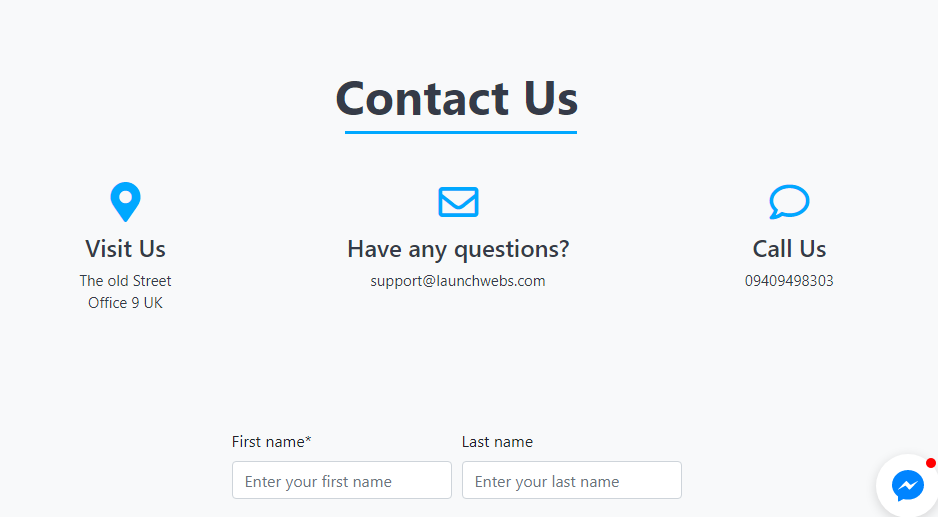 Contact Us
Visit Us
The old Street
Office 9 UK
Have any questions?
support@launchwebs.com
Call Us
09409498303
First name*
Last name
Enter your first name
Enter your last name